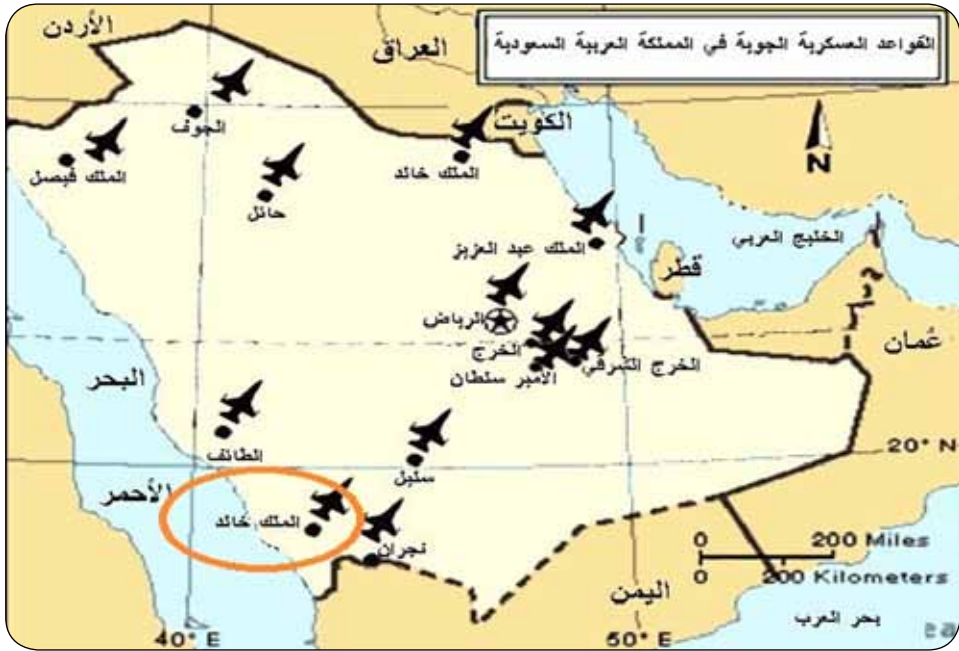 القواعد العسكرية الجوية في المملكة العربية السعودية
الأردن
العراق
الكويت
الجوف
الملك فيصل
حائل
الملك خالد
N
الملك عبد العزيز
الخليج العربي
قطر
الرياض
الخرج
الخرج الشرقي
الامير سلطان
عُمان
البحر
الأحمر
الطائف
سليل
20° N
الملك خالد
نجران
اليمن
0 200 Miles
0 200 Kilometers
بحر العرب
40° E
50° E